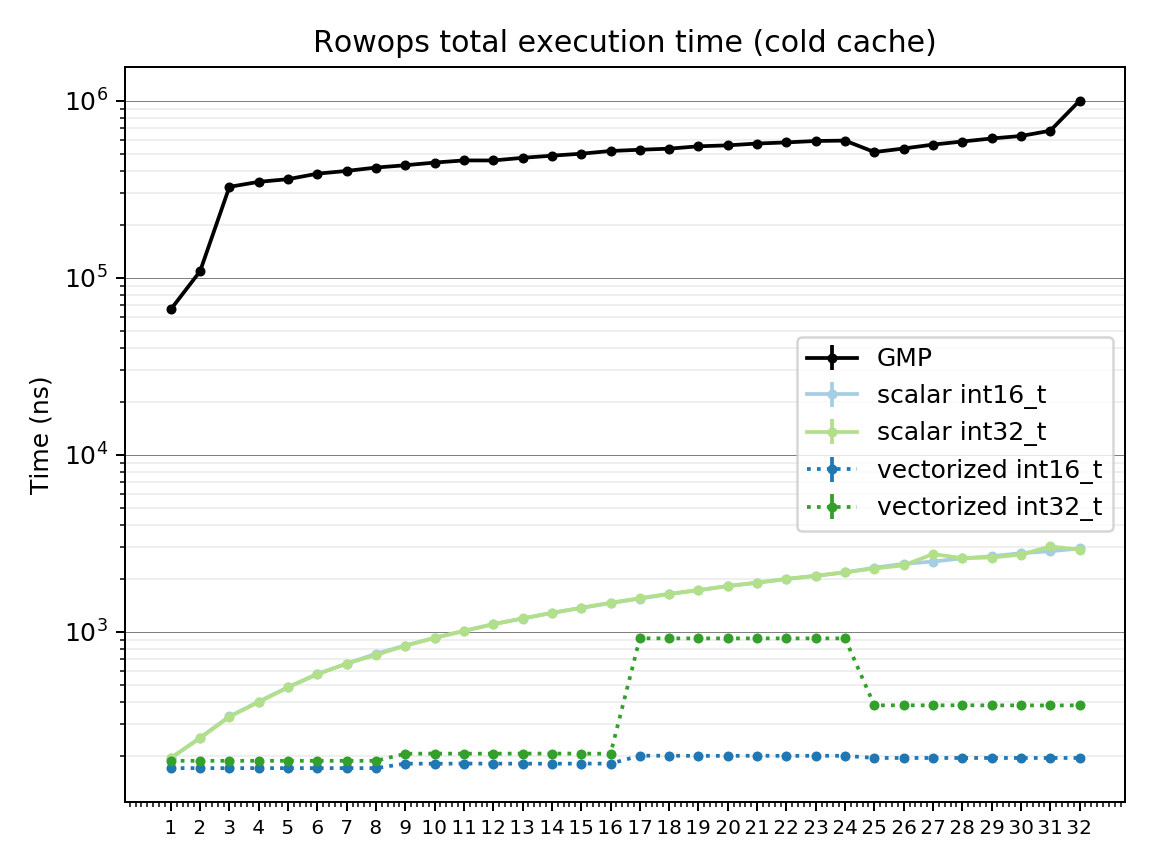 Rowops total execution time (cold cache)
Time (ns)
10^6
10^5
10^4
10^3
GMP
scalar int16_t
scalar int32_t
vectorized int16_t
vectorized int32_t
1 2 3 4 5 6 7 8 9 10 11 12 13 14 15 16 17 18 19 20 21 22 23 24 25 26 27 28 29 30 31 32